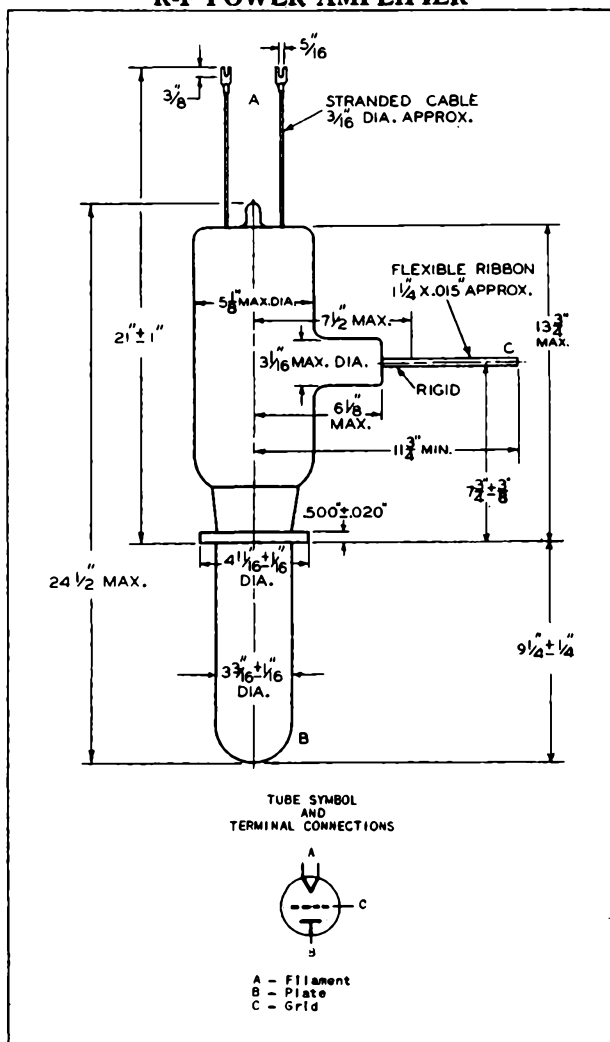 R-F POWER AMPLIFIER
5/16"
3/8"
A
STRANDED CABLE
3/16" DIA. APPROX.
FLEXIBLE RIBBON
1 1/4 X .015" APPROX.
5 1/8" MAX. DIA.
7 1/2" MAX.
C
13 3/4"
MAX.
21" ± 1"
3 1/16" MAX. DIA.
RIGID
6 1/8"
MAX.
11 3/4" MIN.
7 3/4" ± 3/8"
.500" ± .020"
4 11/16" ± 1/16"
DIA.
24 1/2" MAX.
9 1/4" ± 1/4"
3 3/16" ± 1/16"
DIA.
B
TUBE SYMBOL
AND
TERMINAL CONNECTIONS
A
C
B
A - Filament
B - Plate
C - Grid